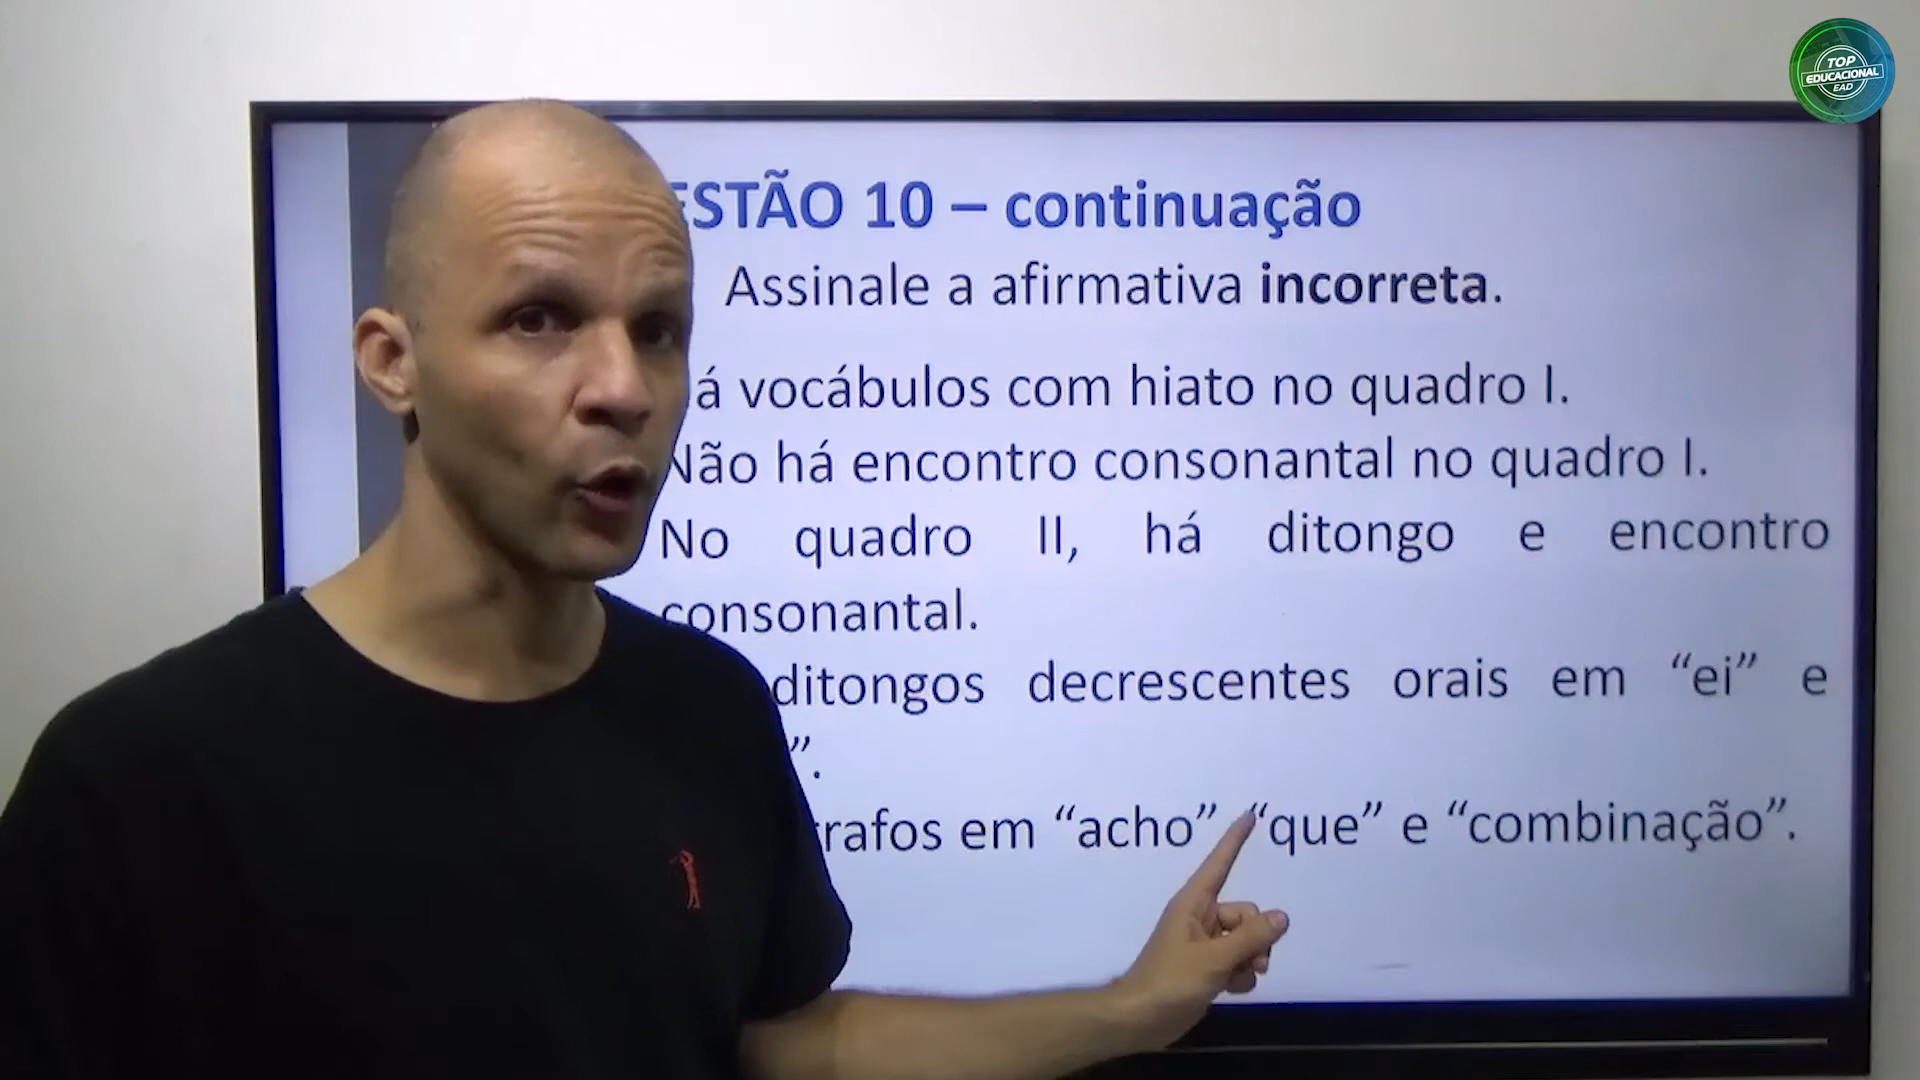 TOP
EDUCACIONAL
EAD
ESTÃO 10 – continuação
Assinale a afirmativa incorreta.
á vocábulos com hiato no quadro I.
Não há encontro consonantal no quadro I.
No quadro II, há ditongo e encontro
consonantal.
ditongos decrescentes orais em “ei” e
”.
grafos em “acho” “que” e “combinação”.